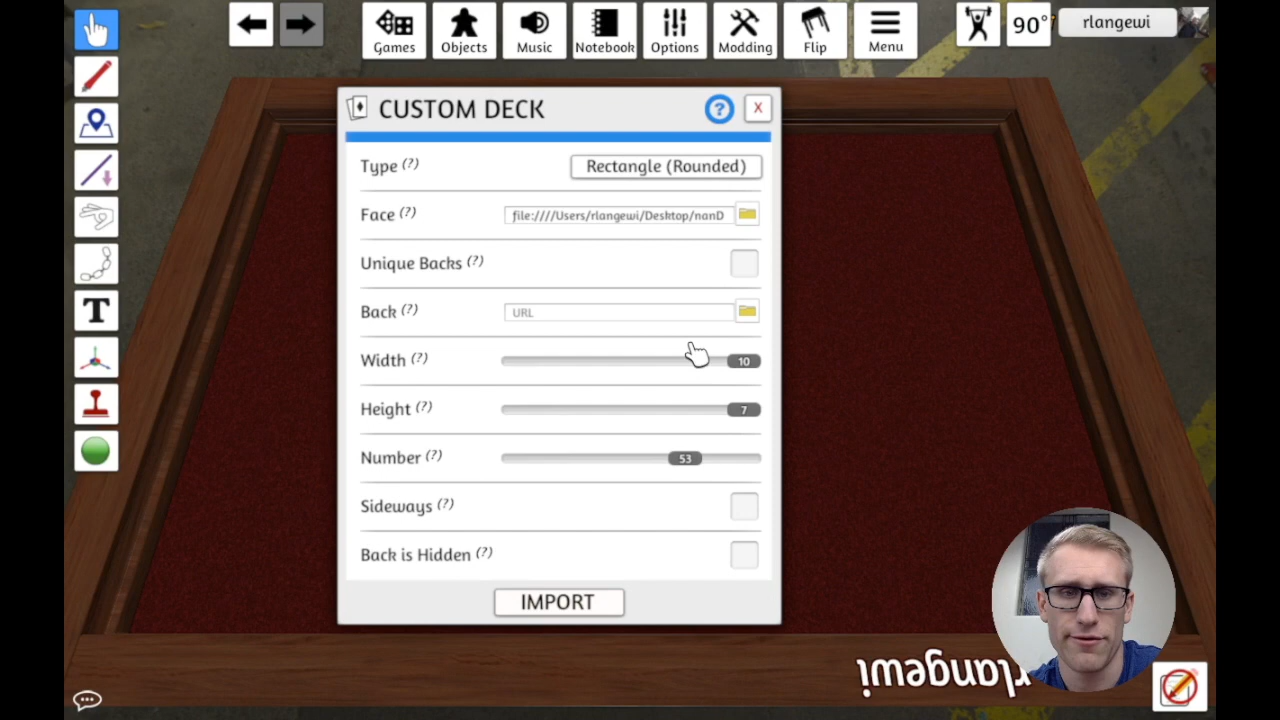 Games
Objects
Music
Notebook
Options
Modding
Flip
Menu
90°
rlangewi
CUSTOM DECK
?
X
Type (?)
Rectangle (Rounded)
Face (?)
file:////Users/rlangewi/Desktop/nanD
Unique Backs (?)
Back (?)
URL
Width (?)
10
Height (?)
7
Number (?)
53
Sideways (?)
Back is Hidden (?)
IMPORT
T
rlangewi